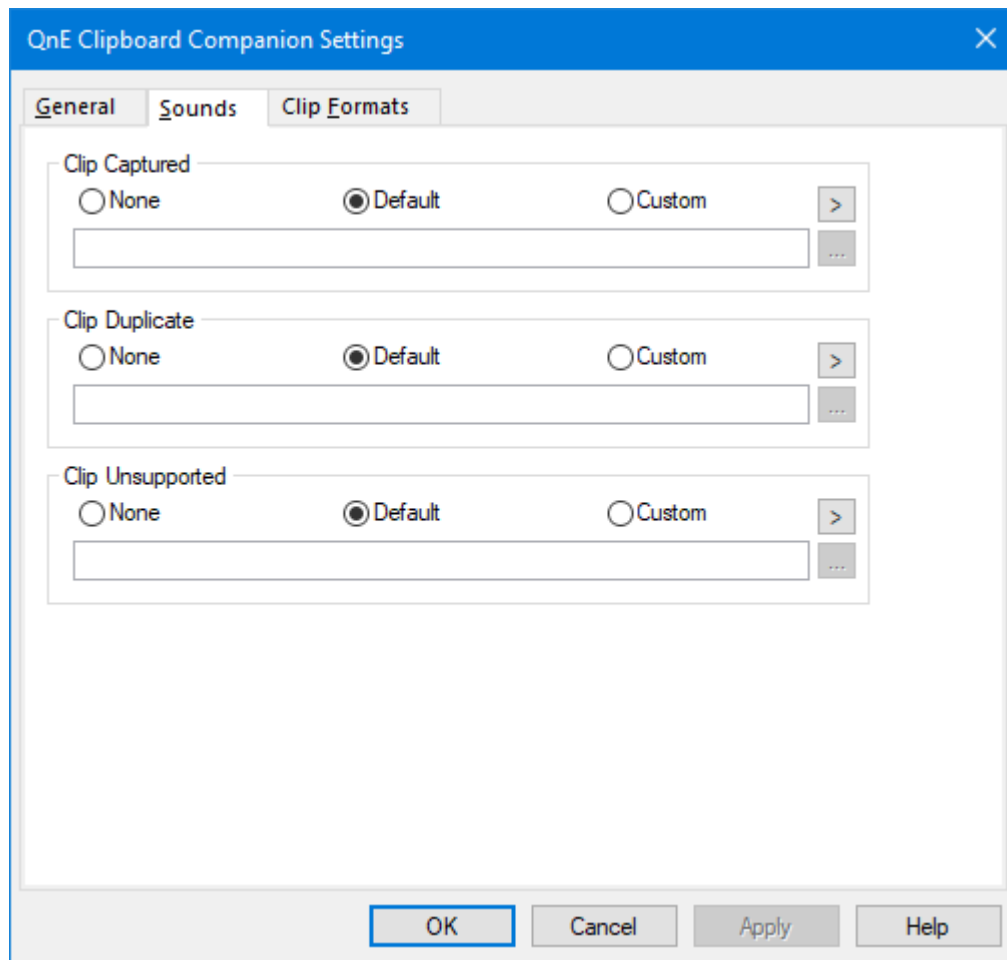 QnE Clipboard Companion Settings
General Sounds Clip Formats
Clip Captured
None Default Custom >
...
Clip Duplicate
None Default Custom >
...
Clip Unsupported
None Default Custom >
...
OK Cancel Apply Help